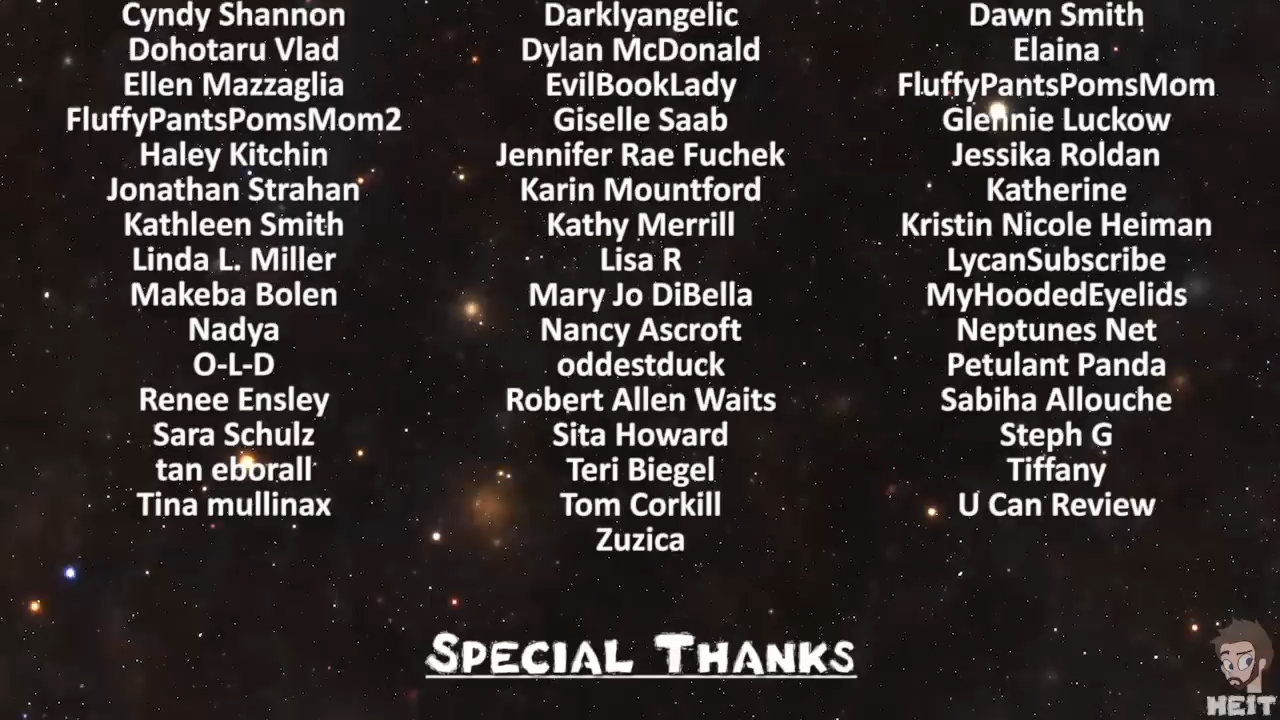 Cyndy Shannon Darklyangelic Dawn Smith
Dohotaru Vlad Dylan McDonald Elaina
Ellen Mazzaglia EvilBookLady FluffyPantsPomsMom
FluffyPantsPomsMom2 Giselle Saab Glennie Luckow
Haley Kitchin Jennifer Rae Fuchek Jessika Roldan
Jonathan Strahan Karin Mountford Katherine
Kathleen Smith Kathy Merrill Kristin Nicole Heiman
Linda L. Miller Lisa R LycanSubscribe
Makeba Bolen Mary Jo DiBella MyHoodedEyelids
Nadya Nancy Ascroft Neptunes Net
O-L-D oddestduck Petulant Panda
Renee Ensley Robert Allen Waits Sabiha Allouche
Sara Schulz Sita Howard Steph G
tan eborall Teri Biegel Tiffany
Tina mullinax Tom Corkill U Can Review
Zuzica
SPECIAL THANKS
HEIT